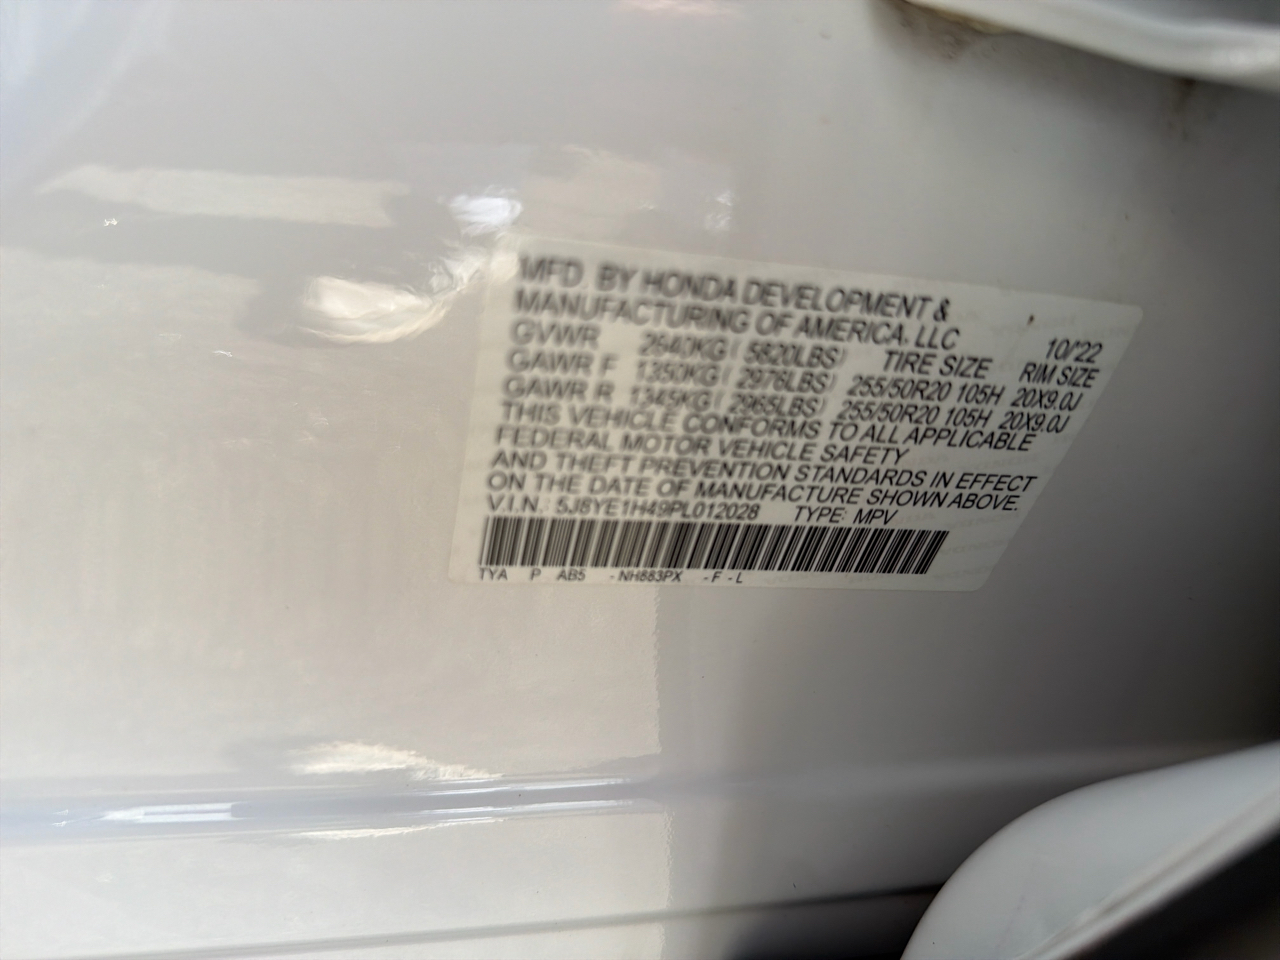 MFD. BY HONDA DEVELOPMENT &
MANUFACTURING OF AMERICA, LLC 10/'22
GVWR 2640KG ( 5820LBS) TIRE SIZE RIM SIZE
GAWR F 1350KG ( 2976LBS) 255/50R20 105H 20X9.0J
GAWR R 1345KG ( 2965LBS) 255/50R20 105H 20X9.0J
THIS VEHICLE CONFORMS TO ALL APPLICABLE
FEDERAL MOTOR VEHICLE SAFETY
AND THEFT PREVENTION STANDARDS IN EFFECT
ON THE DATE OF MANUFACTURE SHOWN ABOVE.
V.I.N.: 5J8YE1H49PL012028 TYPE: MPV
TYA P AB5 -NH883PX -F -L